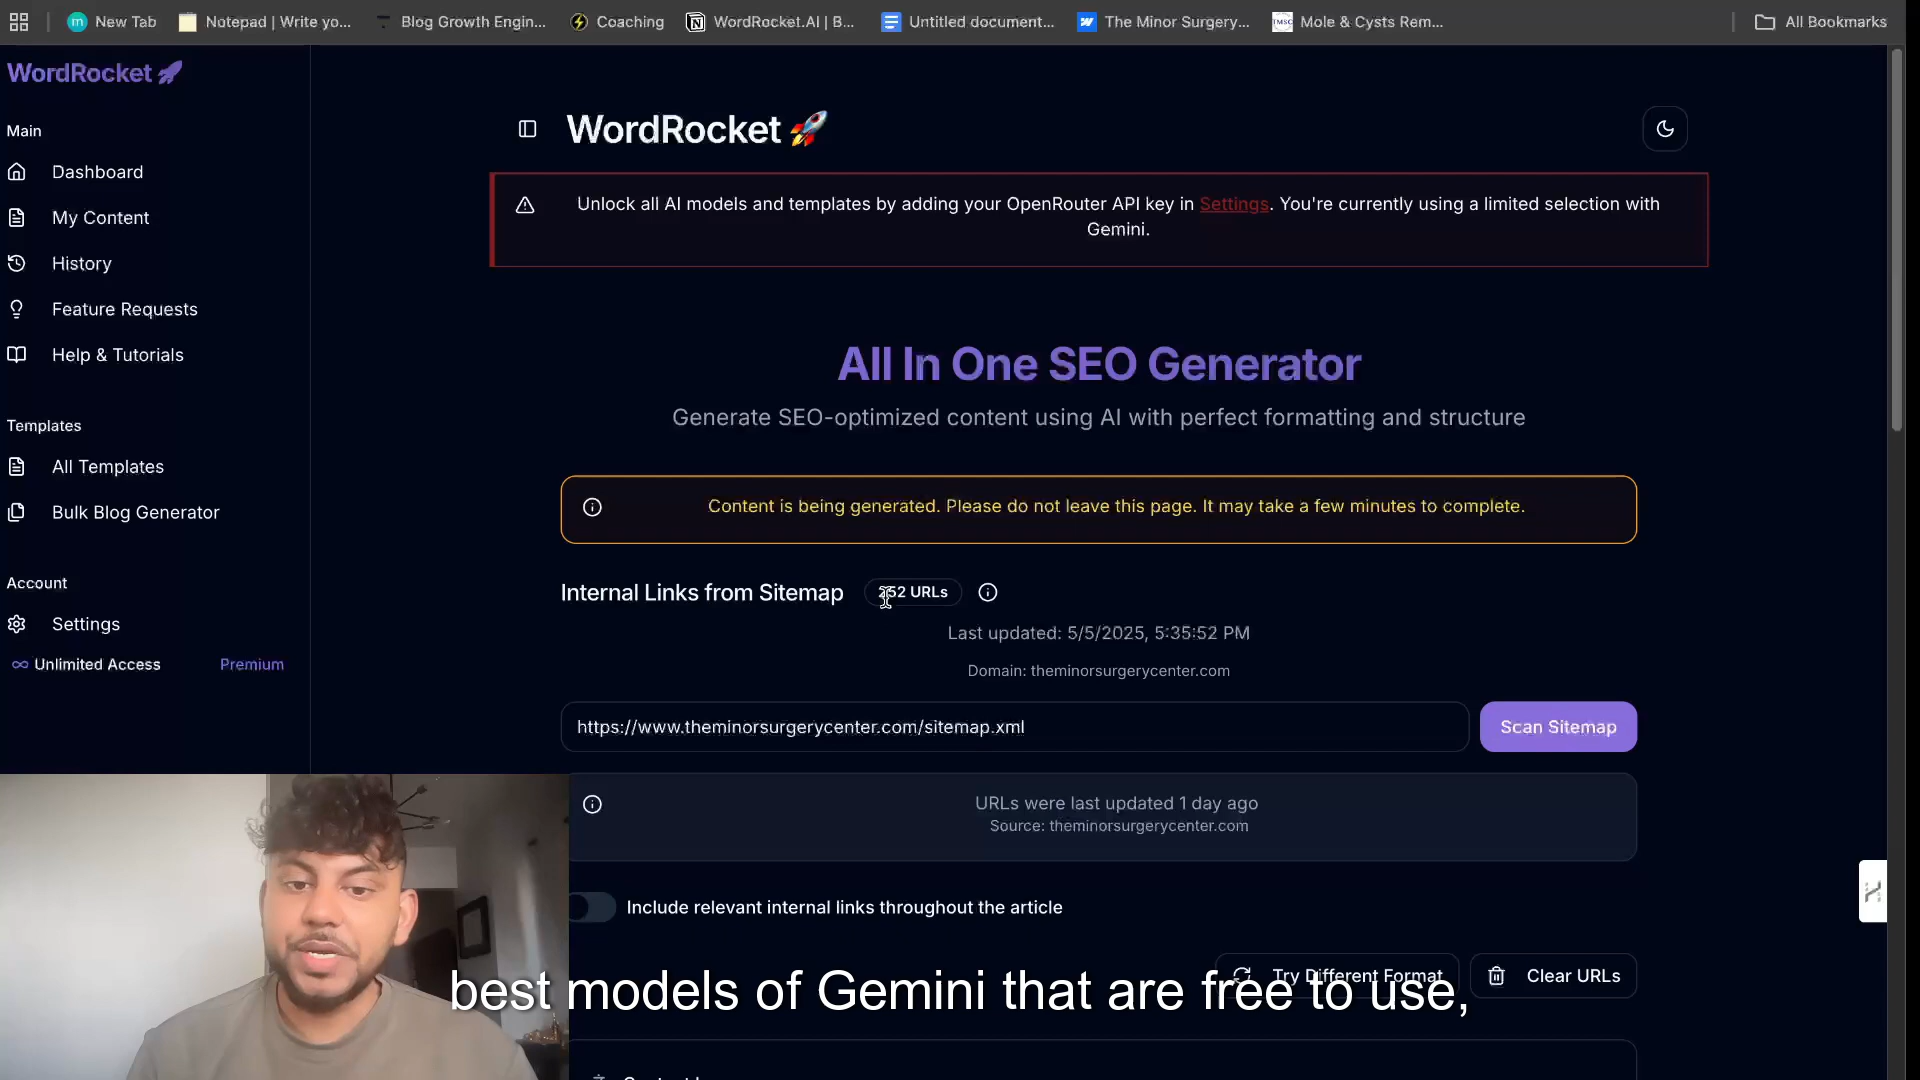 New Tab
Notepad | Write yo...
Blog Growth Engin...
Coaching
WordRocket.AI | B...
Untitled document...
The Minor Surgery...
Mole & Cysts Rem...
All Bookmarks
WordRocket
Main
Dashboard
My Content
History
Feature Requests
Help & Tutorials
Templates
All Templates
Bulk Blog Generator
Account
Settings
Unlimited Access
Premium
WordRocket
Unlock all AI models and templates by adding your OpenRouter API key in Settings. You're currently using a limited selection with
Gemini.
All In One SEO Generator
Generate SEO-optimized content using AI with perfect formatting and structure
Content is being generated. Please do not leave this page. It may take a few minutes to complete.
Internal Links from Sitemap
252 URLs
Last updated: 5/5/2025, 5:35:52 PM
Domain: theminorsurgerycenter.com
https://www.theminorsurgerycenter.com/sitemap.xml
Scan Sitemap
URLs were last updated 1 day ago
Source: theminorsurgerycenter.com
Include relevant internal links throughout the article
Try Different Format
Clear URLs
best models of Gemini that are free to use,